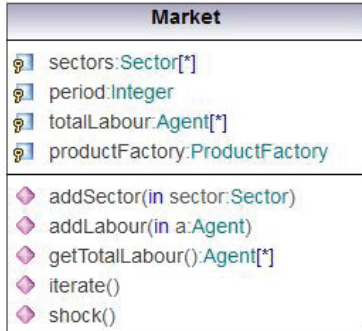 Market
sectors:Sector[*]
period:Integer
totalLabour:Agent[*]
productFactory:ProductFactory
addSector(in sector:Sector)
addLabour(in a:Agent)
getTotalLabour():Agent[*]
iterate()
shock()